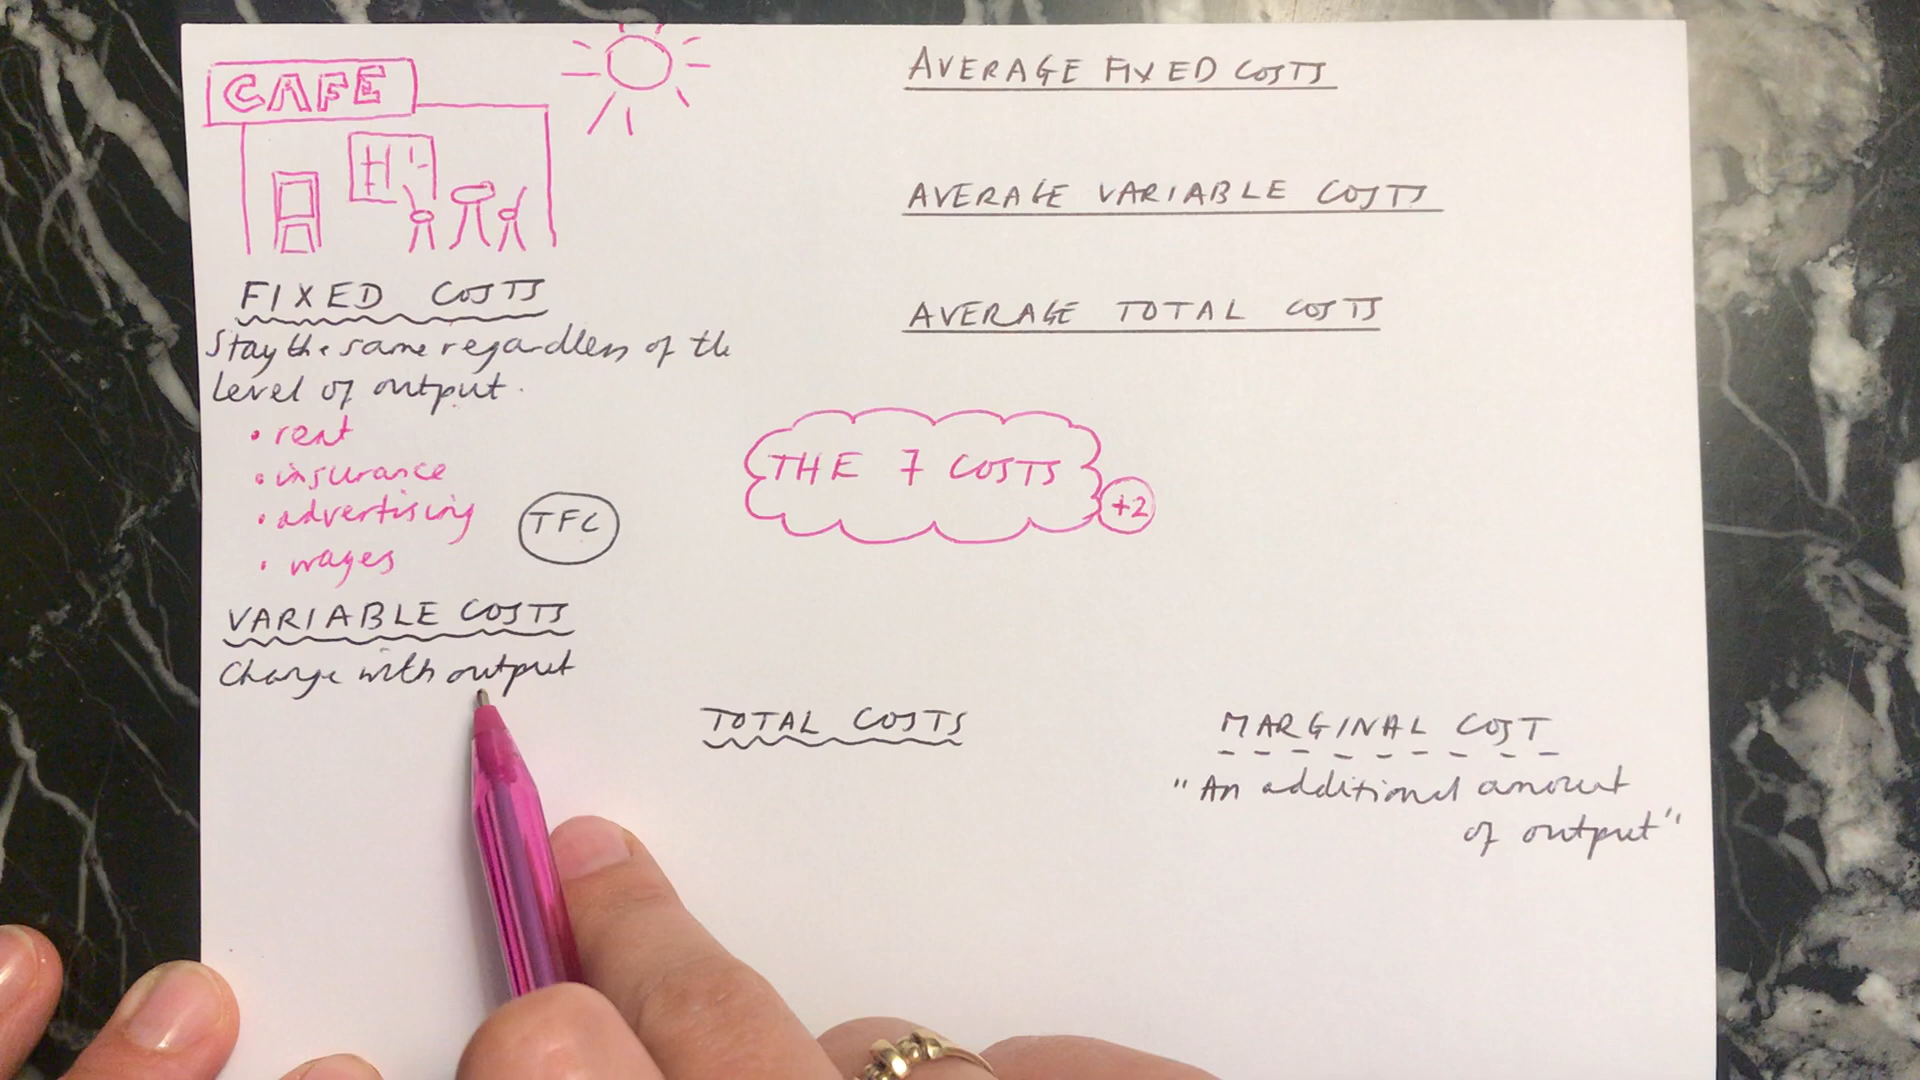 CAFE
FIXED COSTS
Stay the same regardless of the
level of output.
• rent
• insurance
• advertising
• wages
TFC
VARIABLE COSTS
Change with output
AVERAGE FIXED COSTS
AVERAGE VARIABLE COSTS
AVERAGE TOTAL COSTS
THE 7 COSTS
+2
TOTAL COSTS
MARGINAL COST
"An additional amount
of output"